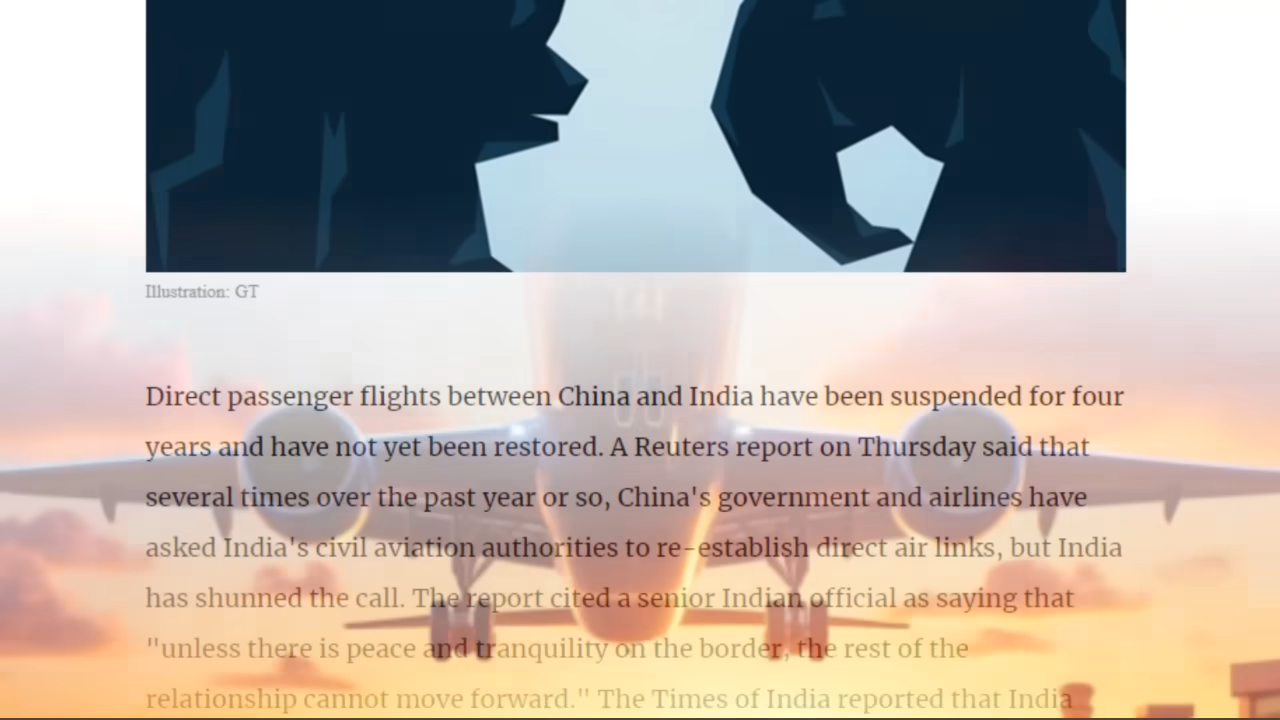 Illustration: GT
Direct passenger flights between China and India have been suspended for four
years and have not yet been restored. A Reuters report on Thursday said that
several times over the past year or so, China's government and airlines have
asked India's civil aviation authorities to re-establish direct air links, but India
has shunned the call. The report cited a senior Indian official as saying that
"unless there is peace and tranquility on the border, the rest of the
relationship cannot move forward." The Times of India reported that India